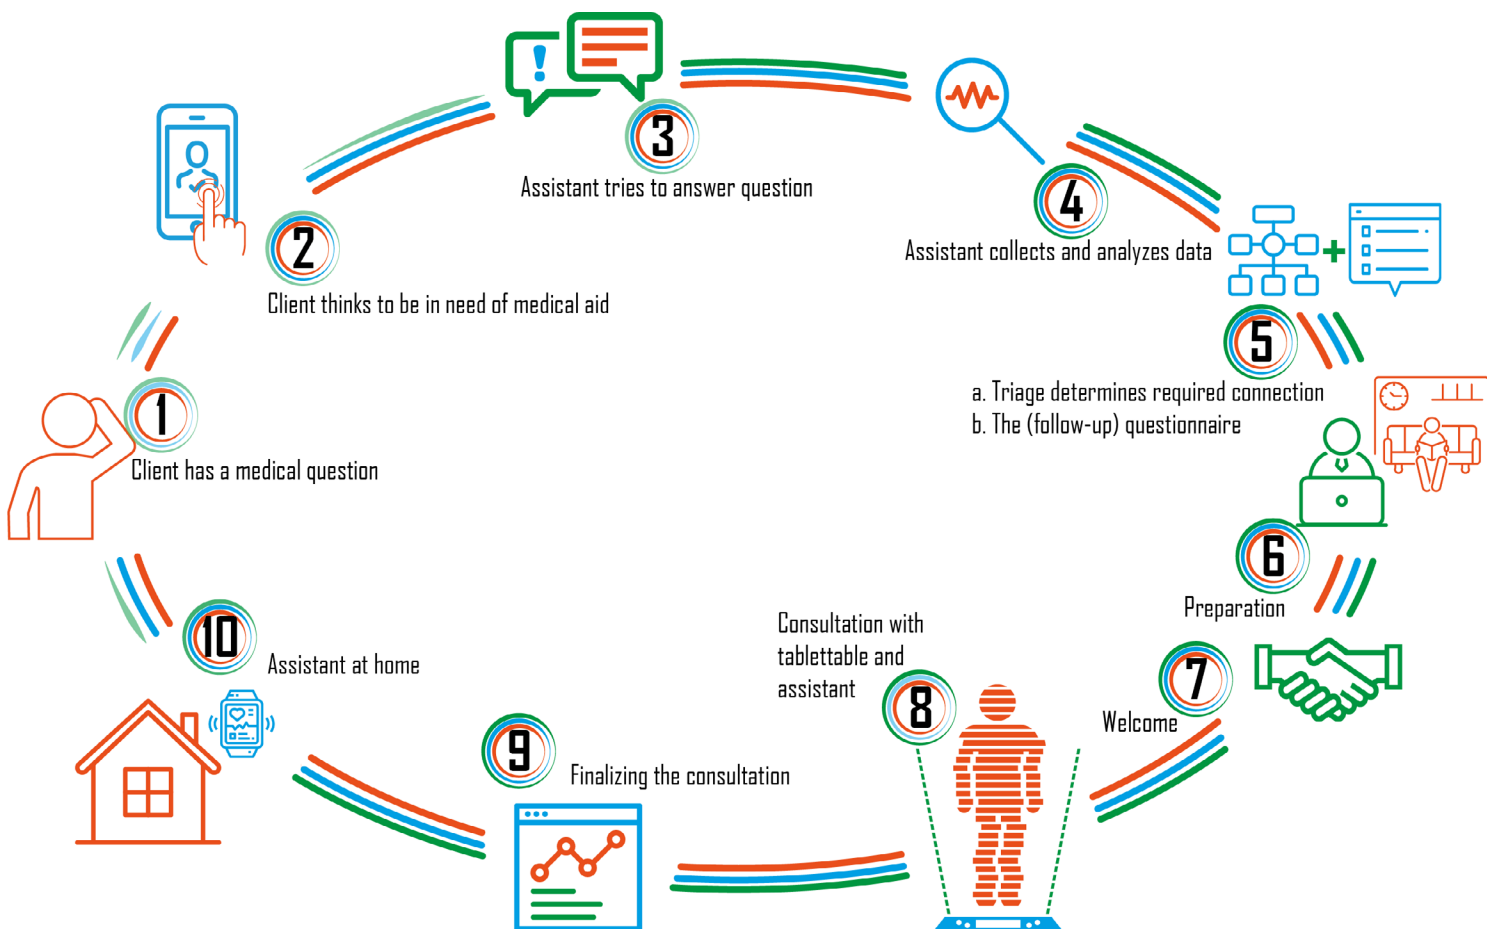 1
Client has a medical question
2
Client thinks to be in need of medical aid
!
3
Assistant tries to answer question
4
Assistant collects and analyzes data
5
a. Triage determines required connection
b. The (follow-up) questionnaire
6
Preparation
7
Welcome
8
Consultation with
tablettable and
assistant
9
Finalizing the consultation
10
Assistant at home